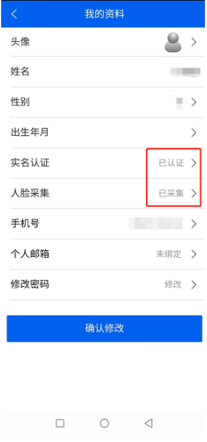 我的资料
头像
姓名
性别
出生年月
实名认证 已认证
人脸采集 已采集
手机号
个人邮箱 未绑定
修改密码 修改
确认修改